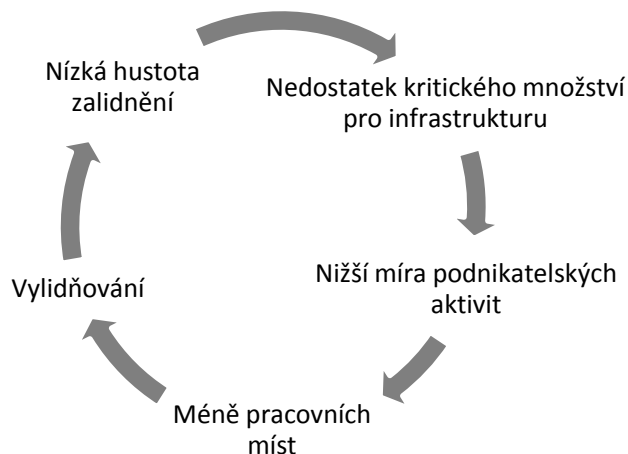 Nízká hustota
zalidnění
Nedostatek kritického množství
pro infrastrukturu
Nižší míra podnikatelských
aktivit
Méně pracovních
míst
Vylidňování